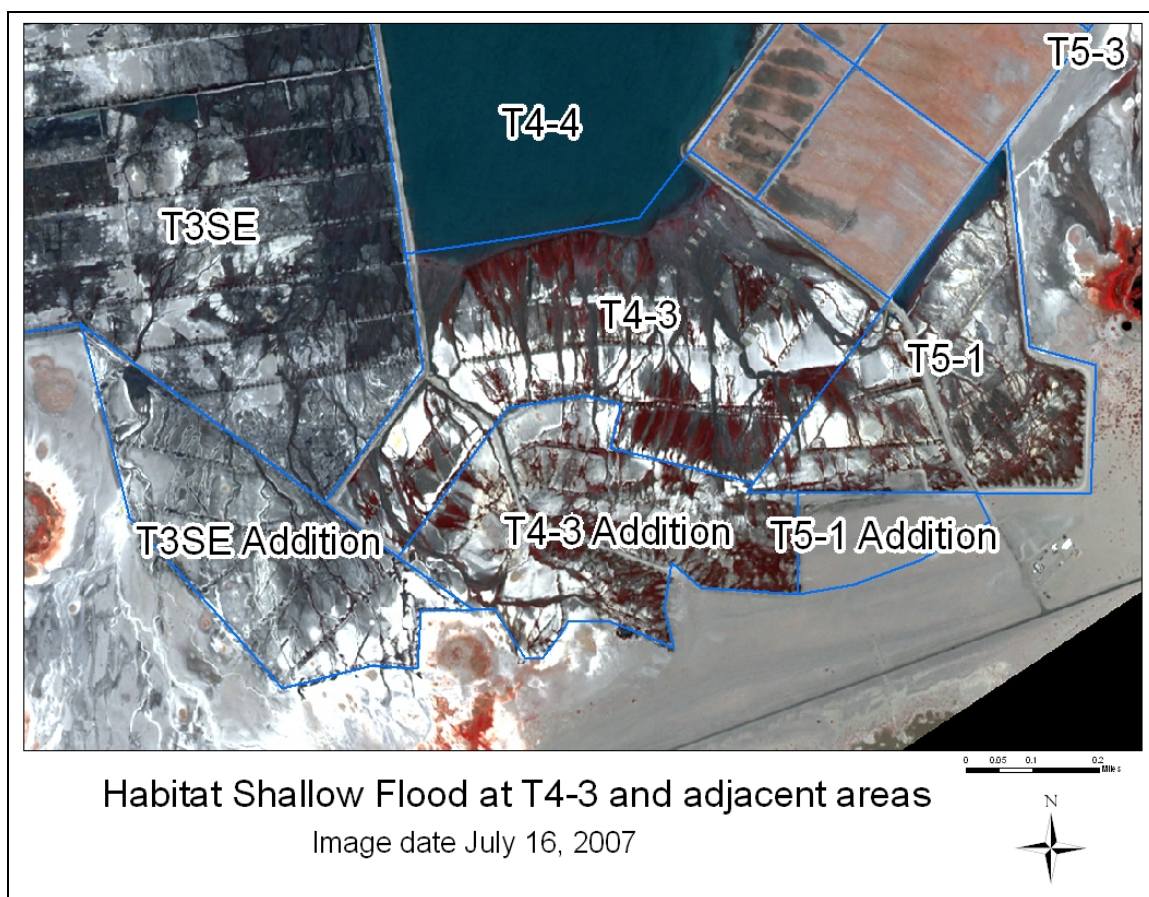 T5-3
T4-4
T3SE
T4-3
T5-1
T3SE Addition
T4-3 Addition
T5-1 Addition
0 0.05 0.1 0.2
Miles
Habitat Shallow Flood at T4-3 and adjacent areas
N
Image date July 16, 2007